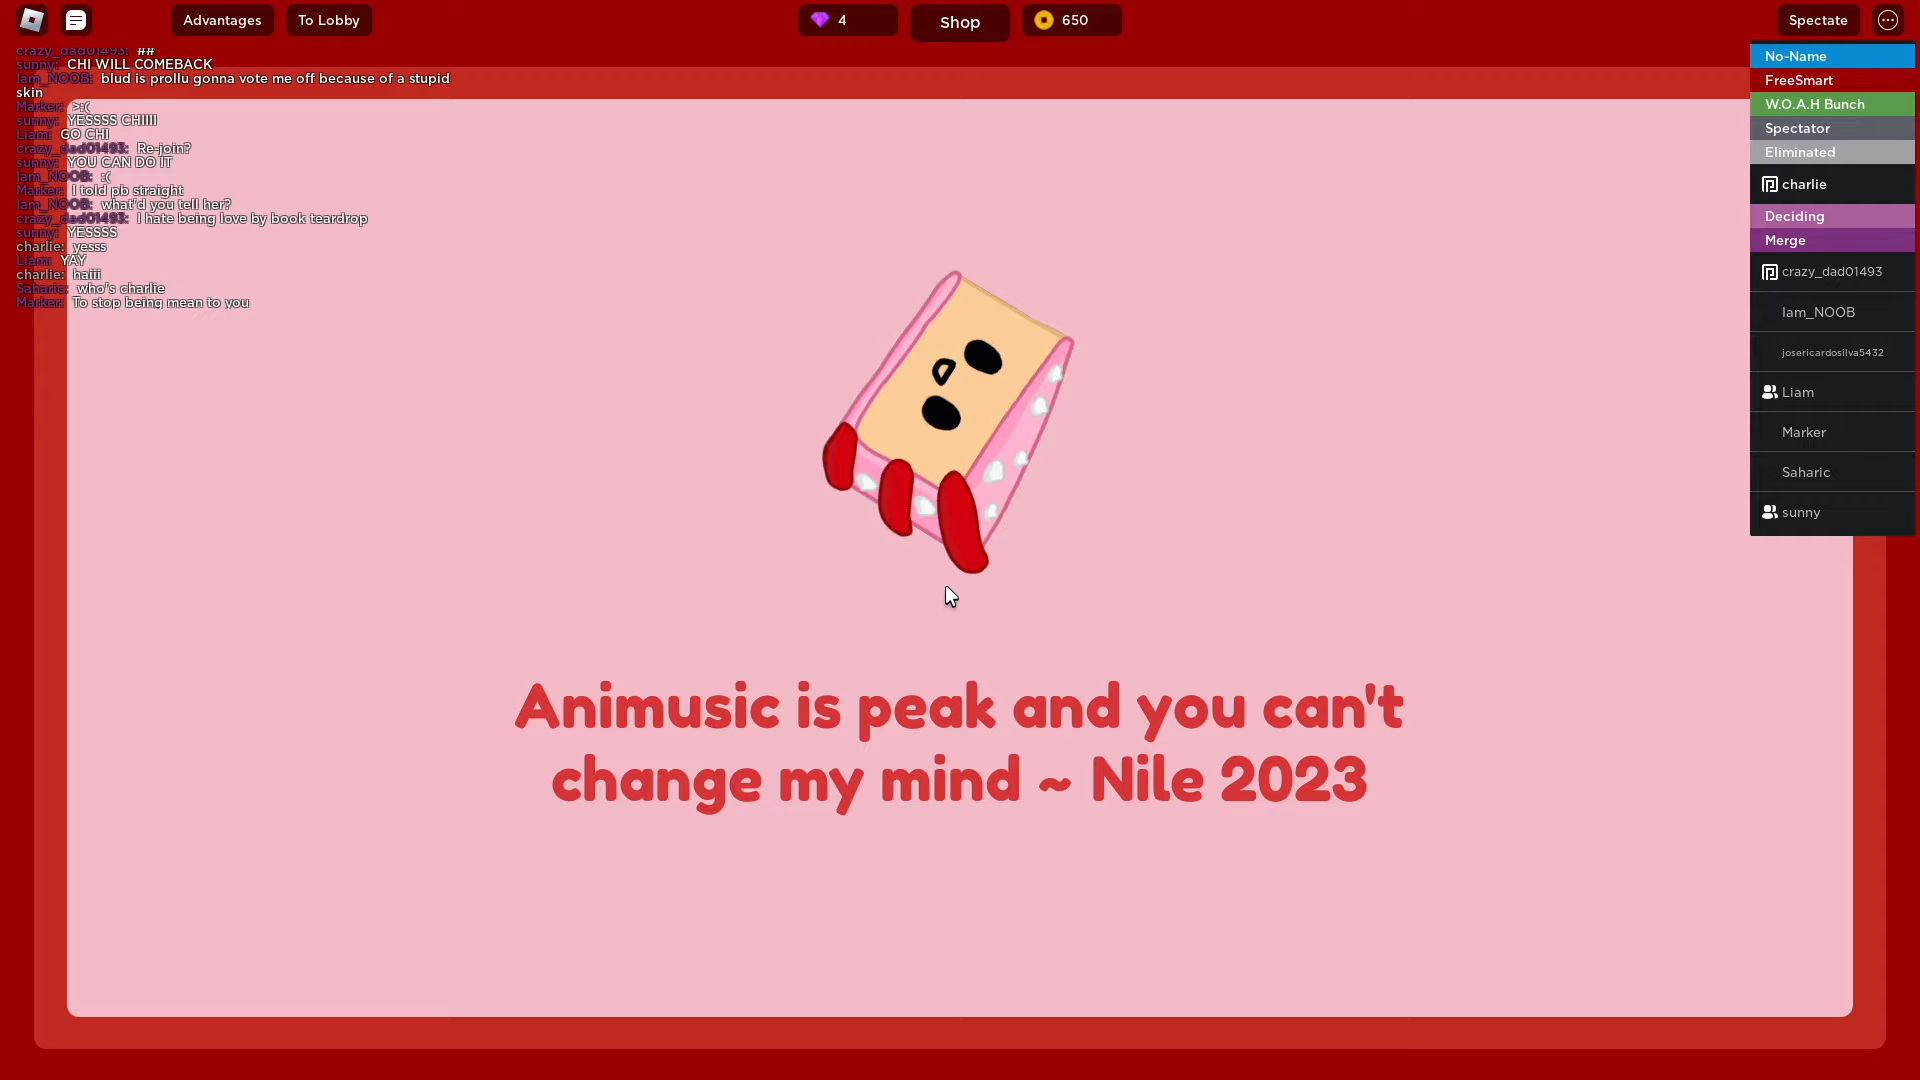 Advantages
To Lobby
4
Shop
650
Spectate
crazy_dad01493: ##
sunny: CHI WILL COMEBACK
Iam_NOOB: blud is prollu gonna vote me off because of a stupid
skin
Marker: >:(
sunny: YESSSS CHIIII
Liam: GO CHI
crazy_dad01493: Re-join?
sunny: YOU CAN DO IT
Iam_NOOB: :(
Marker: I told pb straight
Iam_NOOB: what'd you tell her?
crazy_dad01493: I hate being love by book teardrop
sunny: YESSSS
charlie: yesss
Liam: YAY
charlie: haiii
Saharic: who's charlie
Marker: To stop being mean to you
No-Name
FreeSmart
W.O.A.H Bunch
Spectator
Eliminated
charlie
Deciding
Merge
crazy_dad01493
Iam_NOOB
josericardosilva5432
Liam
Marker
Saharic
sunny
Animusic is peak and you can't
change my mind ~ Nile 2023